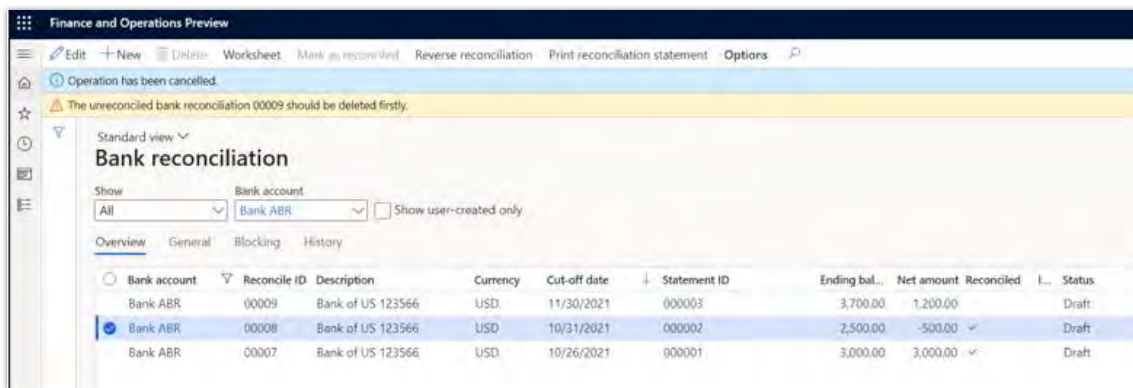 Finance and Operations Preview
Edit + New Delete Worksheet Mark as reconciled Reverse reconciliation Print reconciliation statement Options
Operation has been cancelled.
The unreconciled bank reconciliation 00009 should be deleted firstly.
Standard view
Bank reconciliation
Show Bank account
All Bank ABR Show user-created only
Overview General Blocking History
Bank account Reconcile ID Description Currency Cut-off date Statement ID Ending bal... Net amount Reconciled I... Status
Bank ABR 00009 Bank of US 123566 USD 11/30/2021 000003 3,700.00 1,200.00 Draft
Bank ABR 00008 Bank of US 123566 USD 10/31/2021 000002 2,500.00 -500.00 Draft
Bank ABR 00007 Bank of US 123566 USD 10/26/2021 000001 3,000.00 3,000.00 Draft